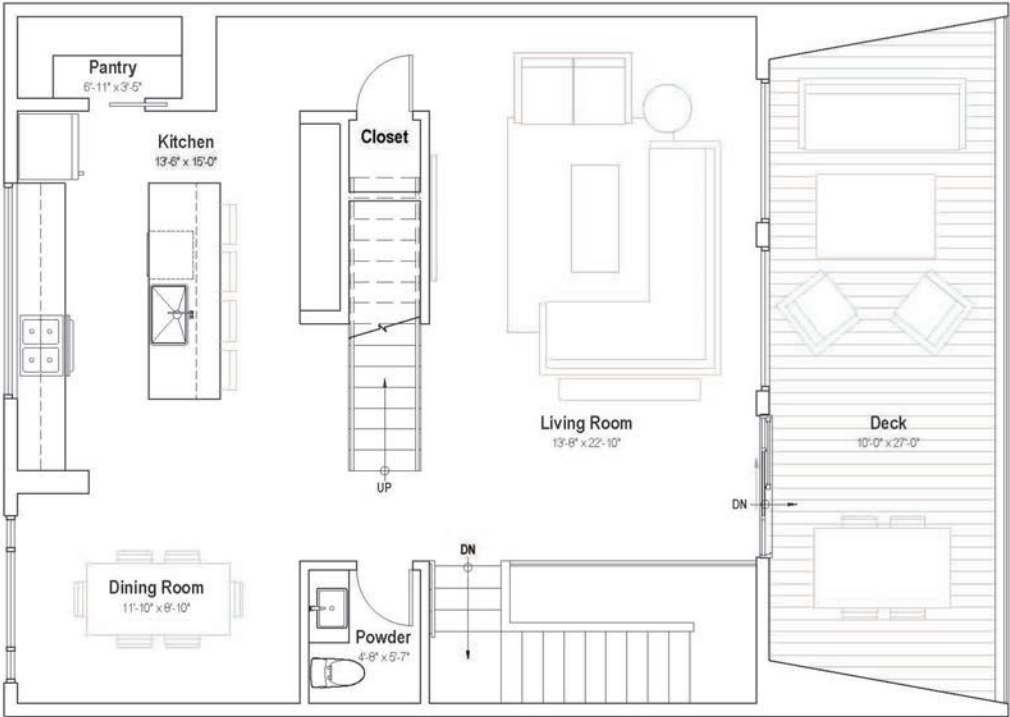 Pantry
6'-11" x 3'-5"
Kitchen
13'-6" x 15'-0"
Closet
Living Room
13'-8" x 22'-10"
Deck
10'-0" x 27'-0"
UP
DN
DN
Dining Room
11'-10" x 8'-10"
Powder
4'-8" x 5'-7"